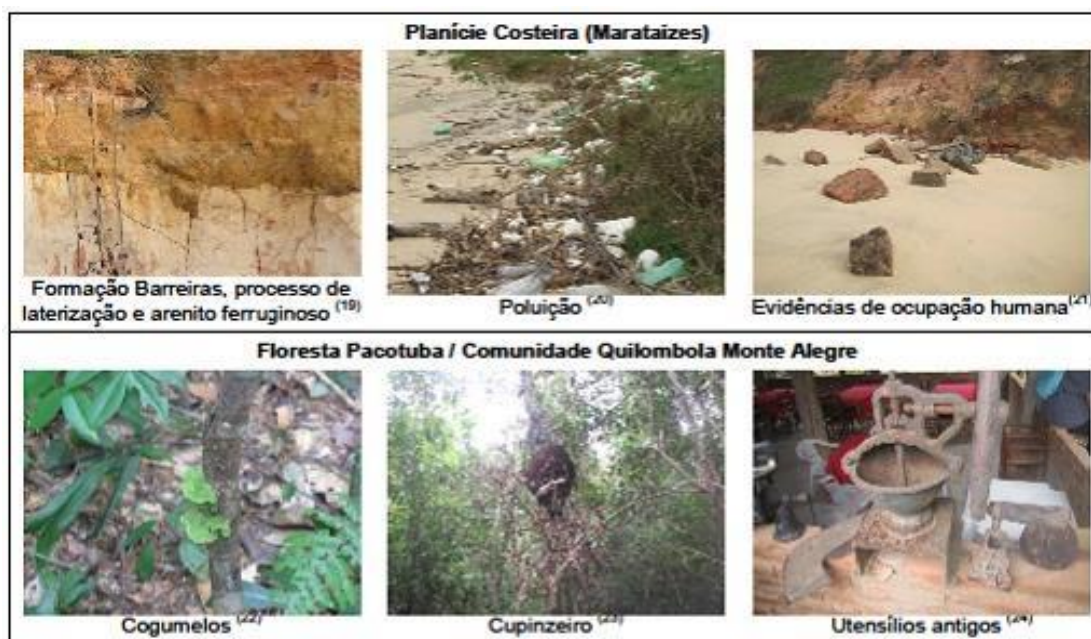 Planície Costeira (Marataizes)
Formação Barreiras, processo de
laterização e arenito ferruginoso (19)
Poluição (20)
Evidências de ocupação humana (21)
Floresta Pacotuba / Comunidade Quilombola Monte Alegre
Cogumelos (22)
Cupinzeiro (23)
Utensílios antigos (24)